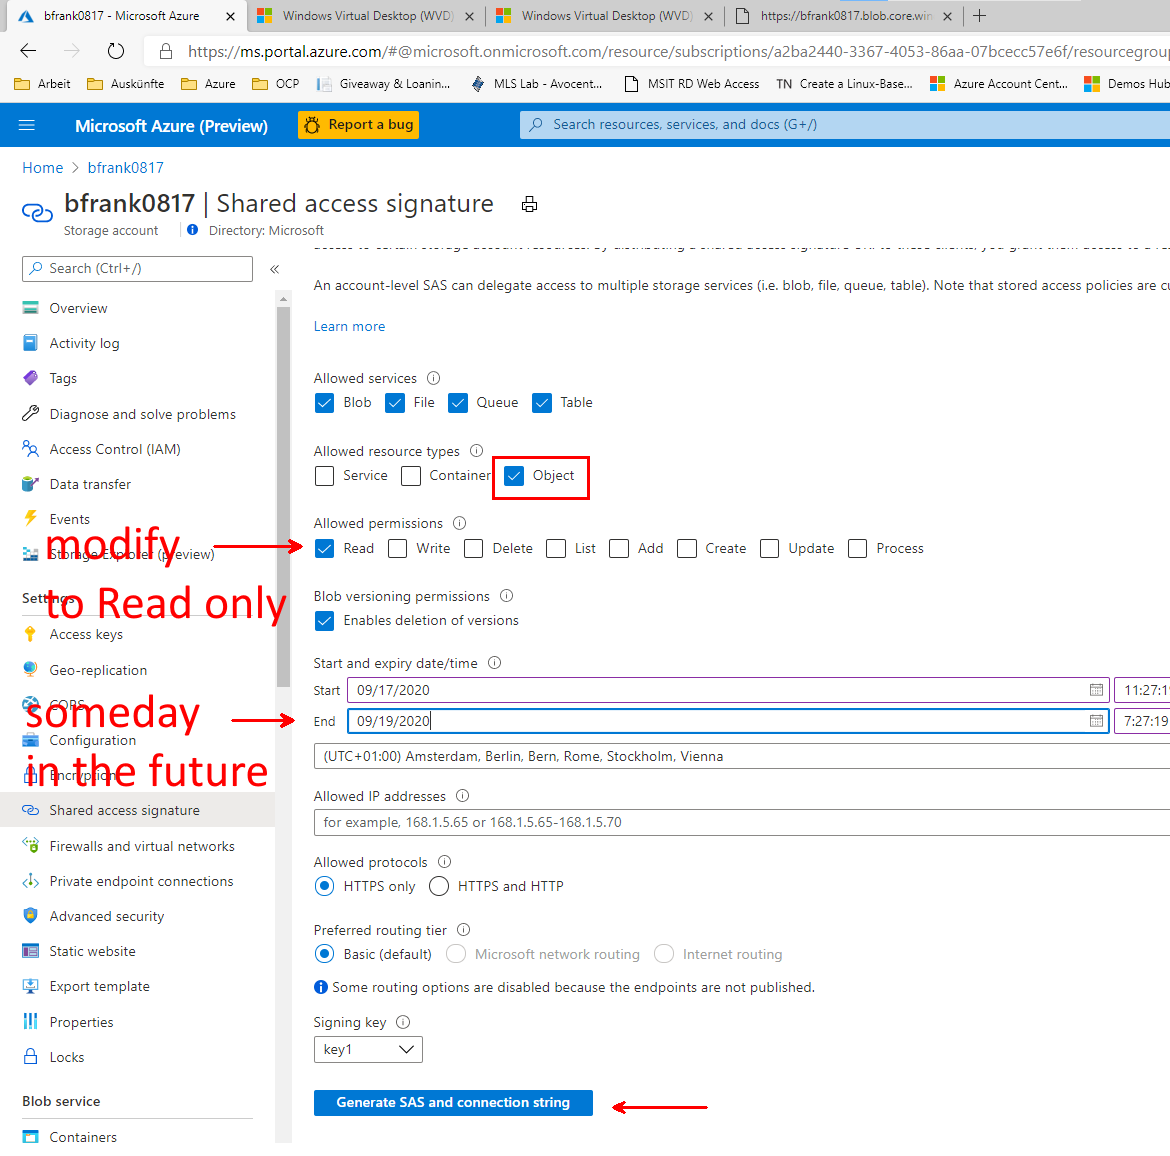 bfrank0817 - Microsoft Azure
Windows Virtual Desktop (WVD)
Windows Virtual Desktop (WVD)
https://bfrank0817.blob.core.win
https://ms.portal.azure.com/#@microsoft.onmicrosoft.com/resource/subscriptions/a2ba2440-3367-4053-86aa-07bcecc57e6f/resourcegroup
Arbeit Auskünfte Azure OCP Giveaway & Loanin... MLS Lab - Avocent... MSIT RD Web Access TN Create a Linux-Base... Azure Account Cent... Demos Hub
Microsoft Azure (Preview) Report a bug Search resources, services, and docs (G+/)
Home > bfrank0817
bfrank0817 | Shared access signature
Storage account Directory: Microsoft
Search (Ctrl+/) «
Overview
Activity log
Tags
Diagnose and solve problems
Access Control (IAM)
Data transfer
Events
Storage Explorer (preview)
Settings
Access keys
Geo-replication
CORS
Configuration
Encryption
Shared access signature
Firewalls and virtual networks
Private endpoint connections
Advanced security
Static website
Export template
Properties
Locks
Blob service
Containers
modify
to Read only
someday
in the future
An account-level SAS can delegate access to multiple storage services (i.e. blob, file, queue, table). Note that stored access policies are cu
Learn more
Allowed services
Blob File Queue Table
Allowed resource types
Service Container Object
Allowed permissions
Read Write Delete List Add Create Update Process
Blob versioning permissions
Enables deletion of versions
Start and expiry date/time
Start 09/17/2020 11:27:19
End 09/19/2020 7:27:19
(UTC+01:00) Amsterdam, Berlin, Bern, Rome, Stockholm, Vienna
Allowed IP addresses
for example, 168.1.5.65 or 168.1.5.65-168.1.5.70
Allowed protocols
HTTPS only HTTPS and HTTP
Preferred routing tier
Basic (default) Microsoft network routing Internet routing
Some routing options are disabled because the endpoints are not published.
Signing key
key1
Generate SAS and connection string